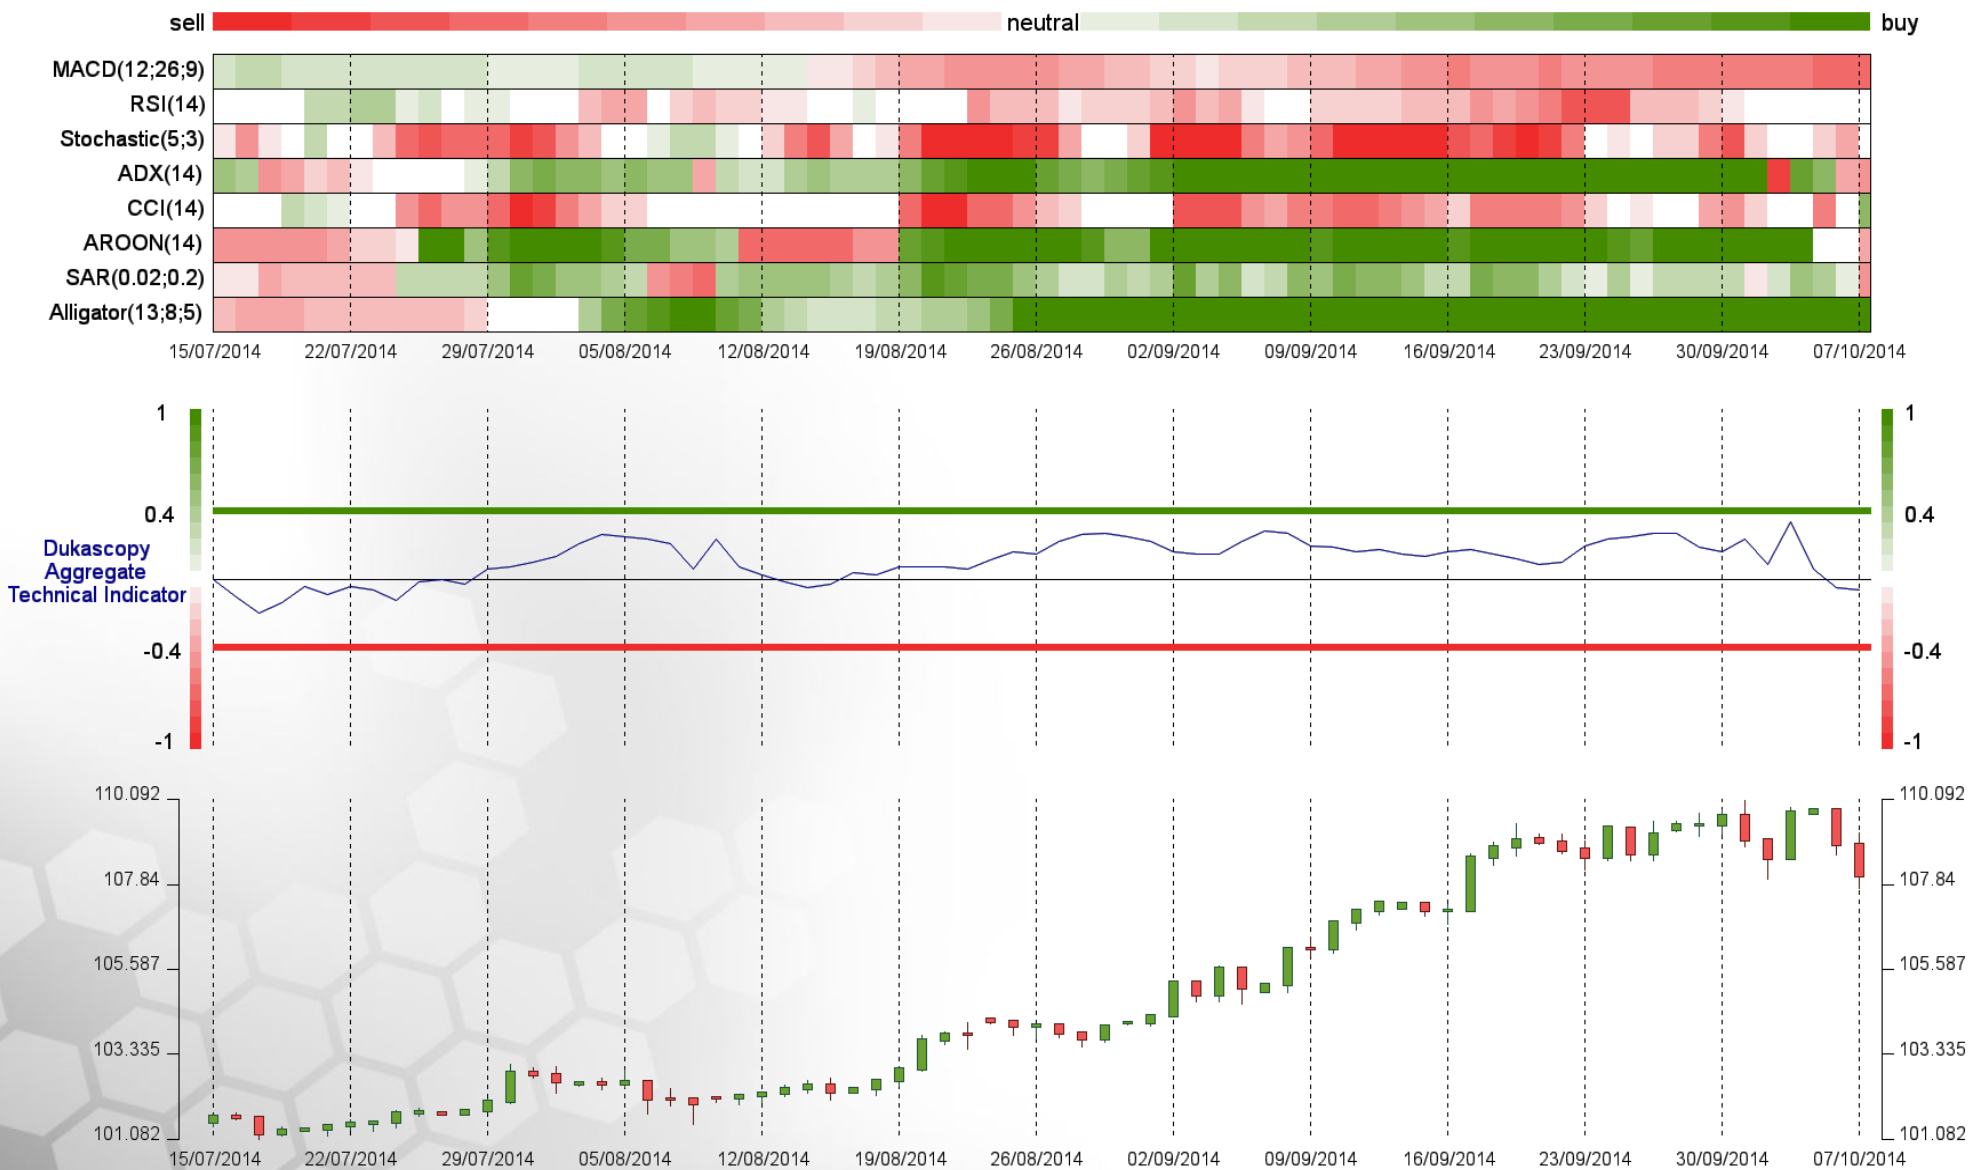 sell neutral buy
MACD(12;26;9)
RSI(14)
Stochastic(5;3)
ADX(14)
CCI(14)
AROON(14)
SAR(0.02;0.2)
Alligator(13;8;5)
15/07/2014 22/07/2014 29/07/2014 05/08/2014 12/08/2014 19/08/2014 26/08/2014 02/09/2014 09/09/2014 16/09/2014 23/09/2014 30/09/2014 07/10/2014
1 1
0.4 0.4
Dukascopy
Aggregate
Technical Indicator
-0.4 -0.4
-1 -1
110.092 110.092
107.84 107.84
105.587 105.587
103.335 103.335
101.082 101.082
15/07/2014 22/07/2014 29/07/2014 05/08/2014 12/08/2014 19/08/2014 26/08/2014 02/09/2014 09/09/2014 16/09/2014 23/09/2014 30/09/2014 07/10/2014